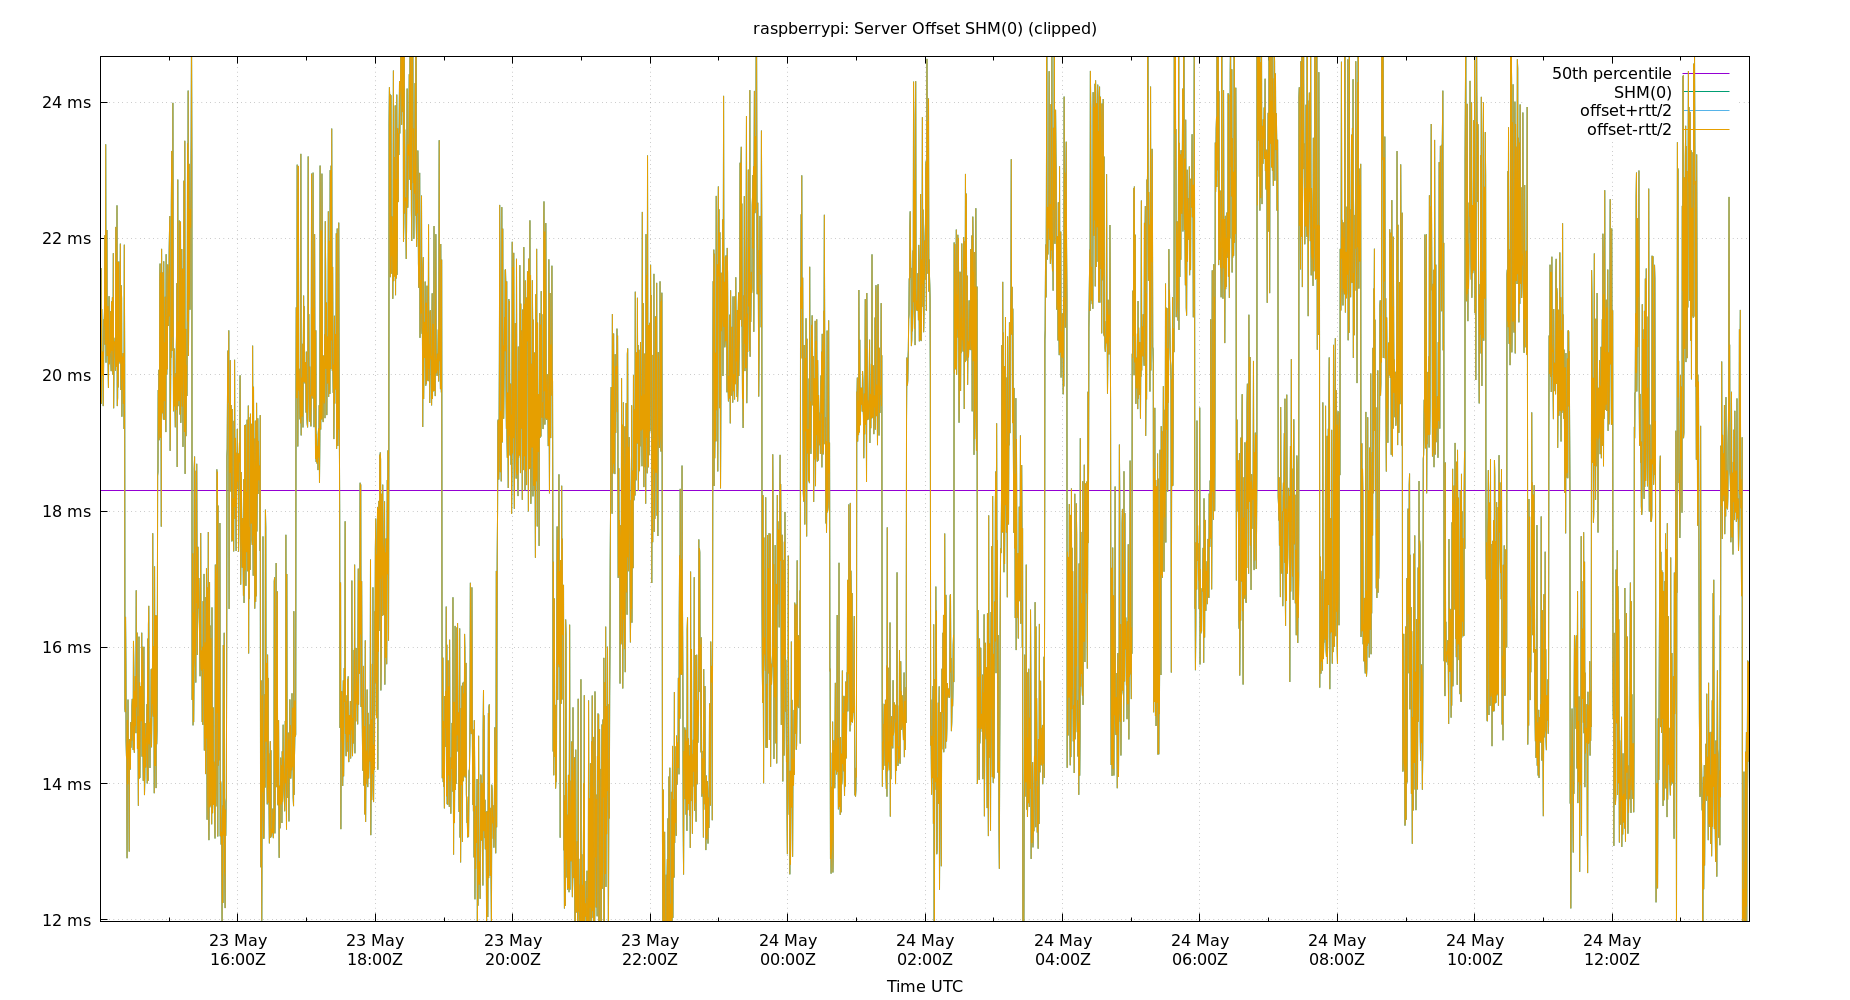 raspberrypi: Server Offset SHM(0) (clipped)
50th percentile
SHM(0)
offset+rtt/2
offset-rtt/2
24 ms
22 ms
20 ms
18 ms
16 ms
14 ms
12 ms
23 May 23 May 23 May 23 May 24 May 24 May 24 May 24 May 24 May 24 May 24 May
16:00Z 18:00Z 20:00Z 22:00Z 00:00Z 02:00Z 04:00Z 06:00Z 08:00Z 10:00Z 12:00Z
Time UTC